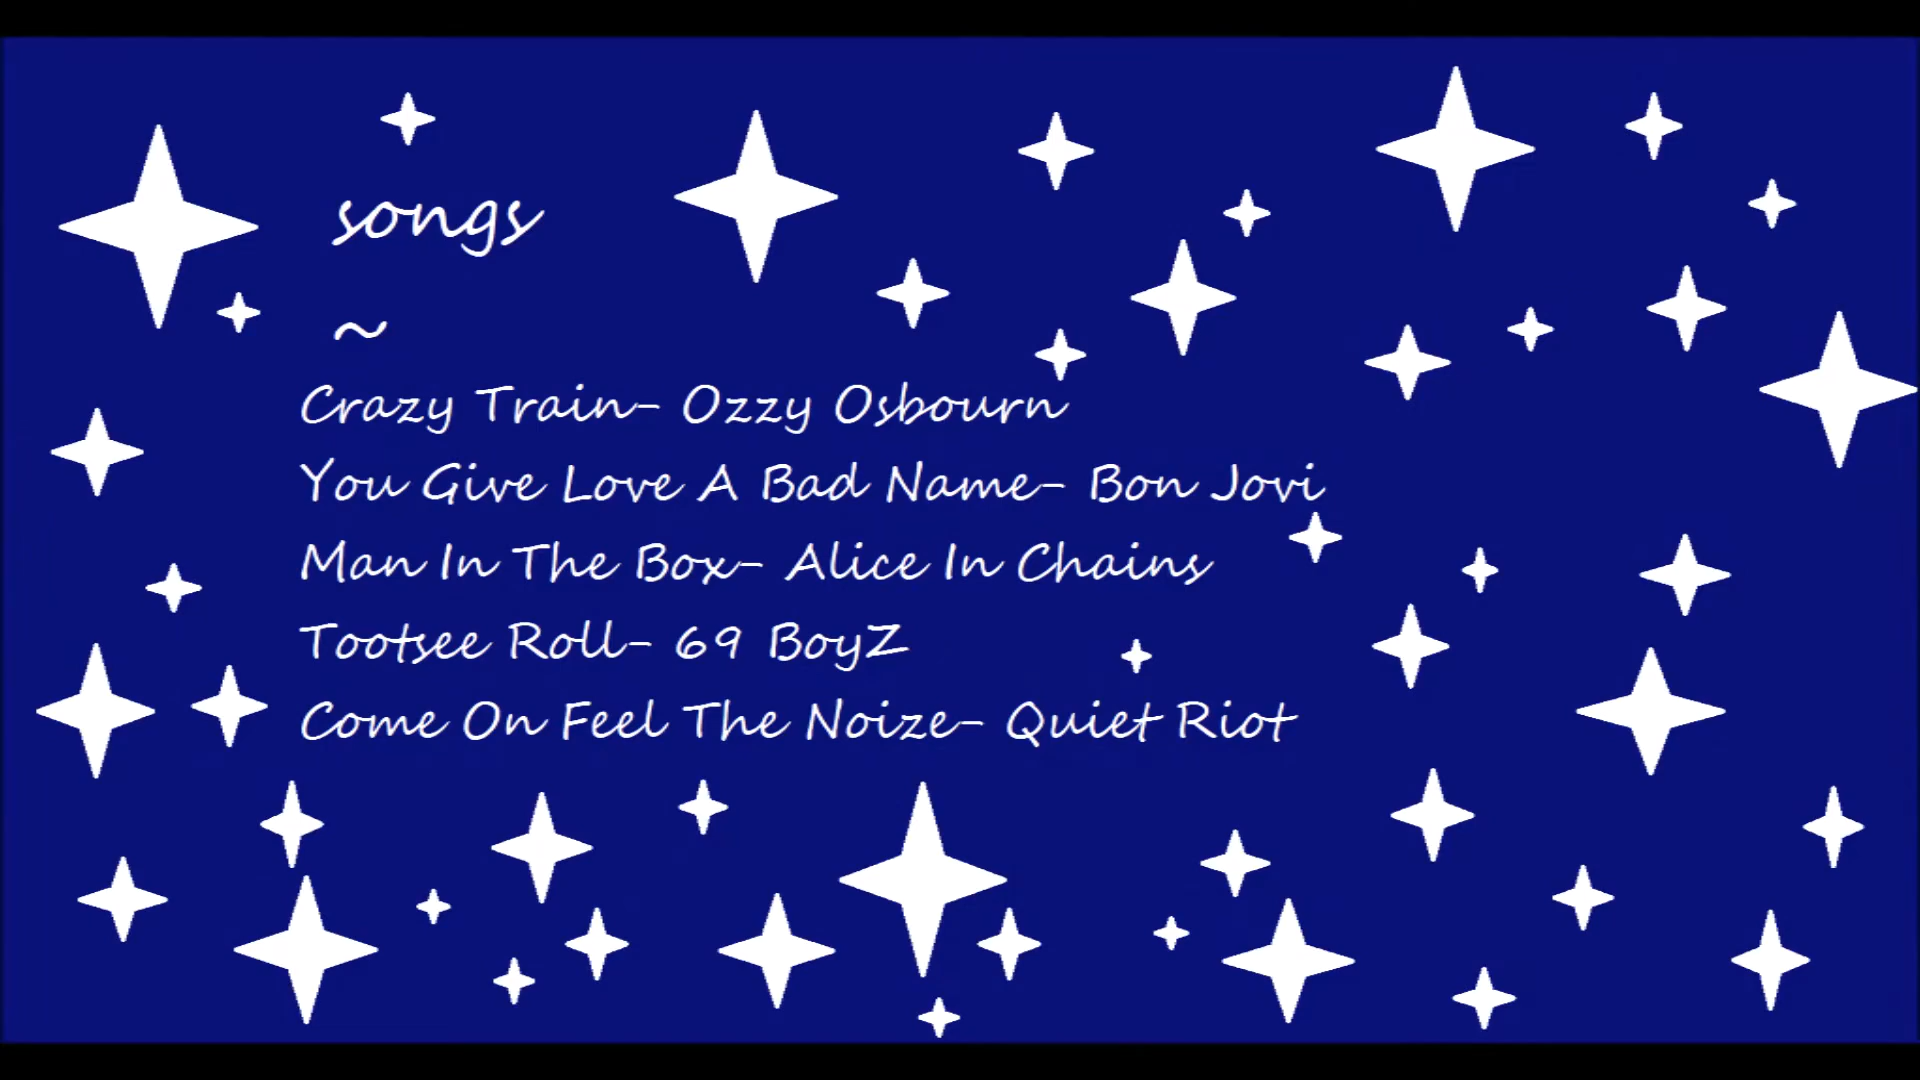 songs
~
Crazy Train- Ozzy Osbourn
You Give Love A Bad Name- Bon Jovi
Man In The Box- Alice In Chains
Tootsee Roll- 69 BoyZ
Come On Feel The Noize- Quiet Riot